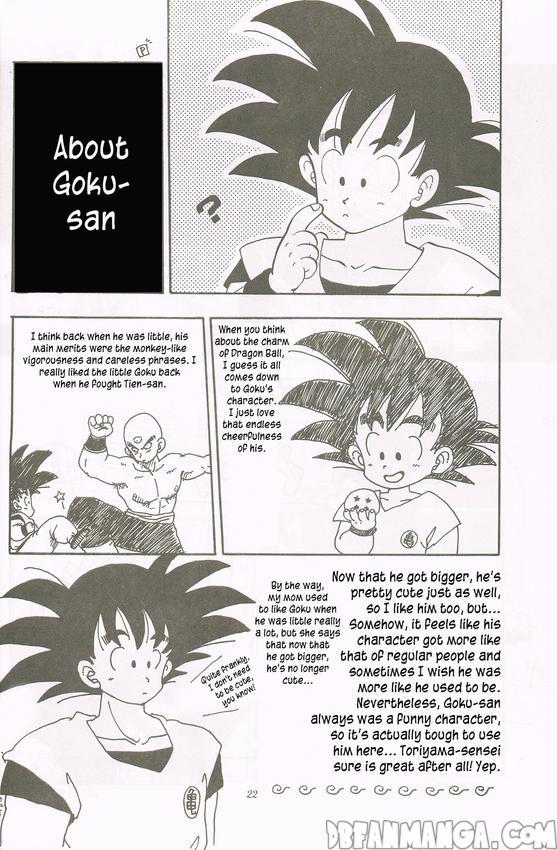 P
About
Goku-
san
?
I think back when he was little, his
main merits were the monkey-like
vigorousness and careless phrases. I
really liked the little Goku back
when he fought Tien-san.
When you think
about the charm
of Dragon Ball,
I guess it all
comes down
to Goku's
character.
I just love
that endless
cheerfulness
of his.
By the way,
my mom used
to like Goku when
he was little really
a lot, but she says
that now that
he got bigger,
he's no longer
cute...
Quite frankly,
I don't need
to be cute,
you know!
Now that he got bigger, he's
pretty cute just as well,
so I like him too, but...
Somehow, it feels like his
character got more like
that of regular people and
sometimes I wish he was
more like he used to be.
Nevertheless, Goku-san
always was a funny character,
so it's actually tough to use
him here... Toriyama-sensei
sure is great after all! Yep.
亀
亀
22
DBFANMANGA.COM